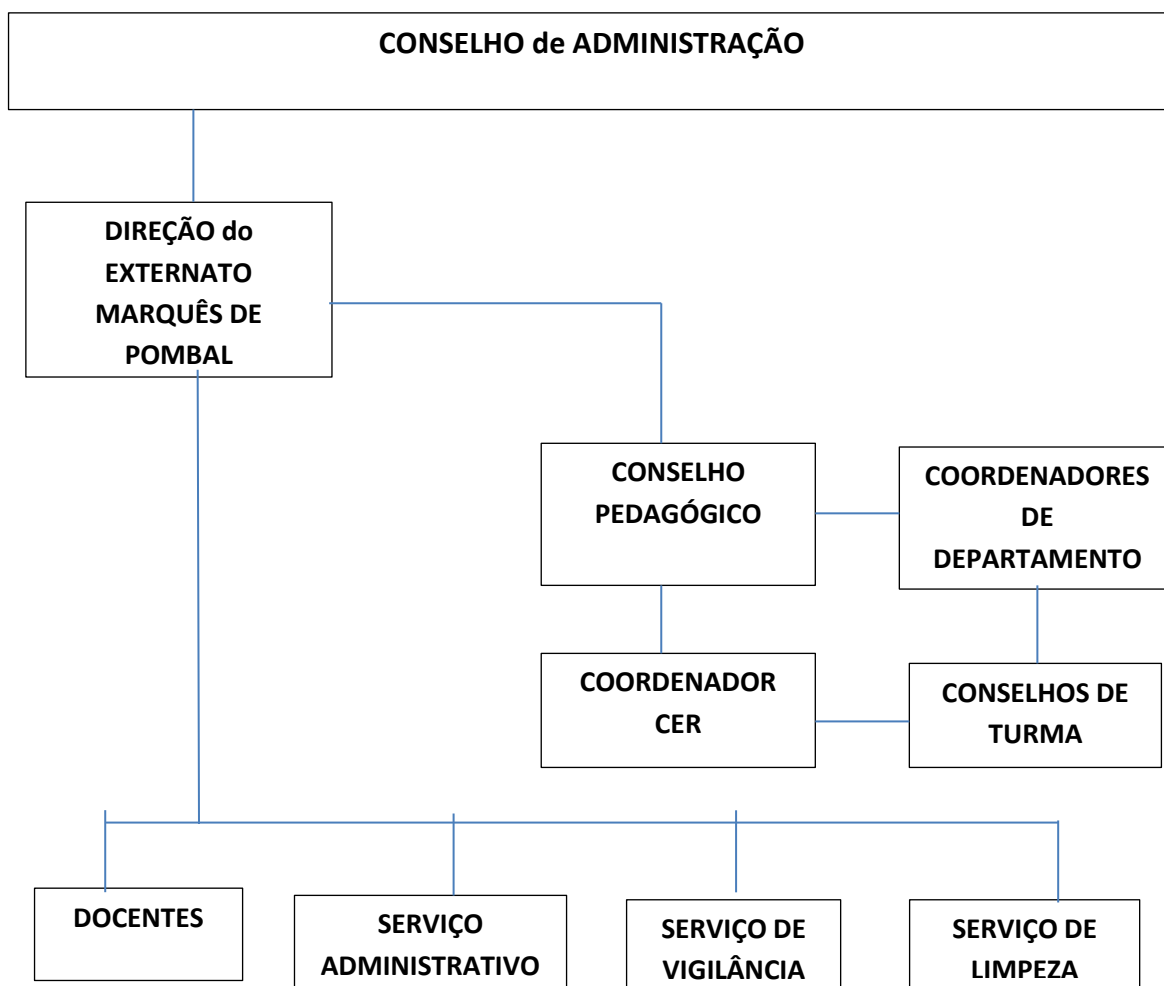 CONSELHO de ADMINISTRAÇÃO
DIREÇÃO do
EXTERNATO
MARQUÊS DE
POMBAL
CONSELHO
PEDAGÓGICO
COORDENADORES
DE
DEPARTAMENTO
COORDENADOR
CER
CONSELHOS DE
TURMA
DOCENTES
SERVIÇO
ADMINISTRATIVO
SERVIÇO DE
VIGILÂNCIA
SERVIÇO DE
LIMPEZA